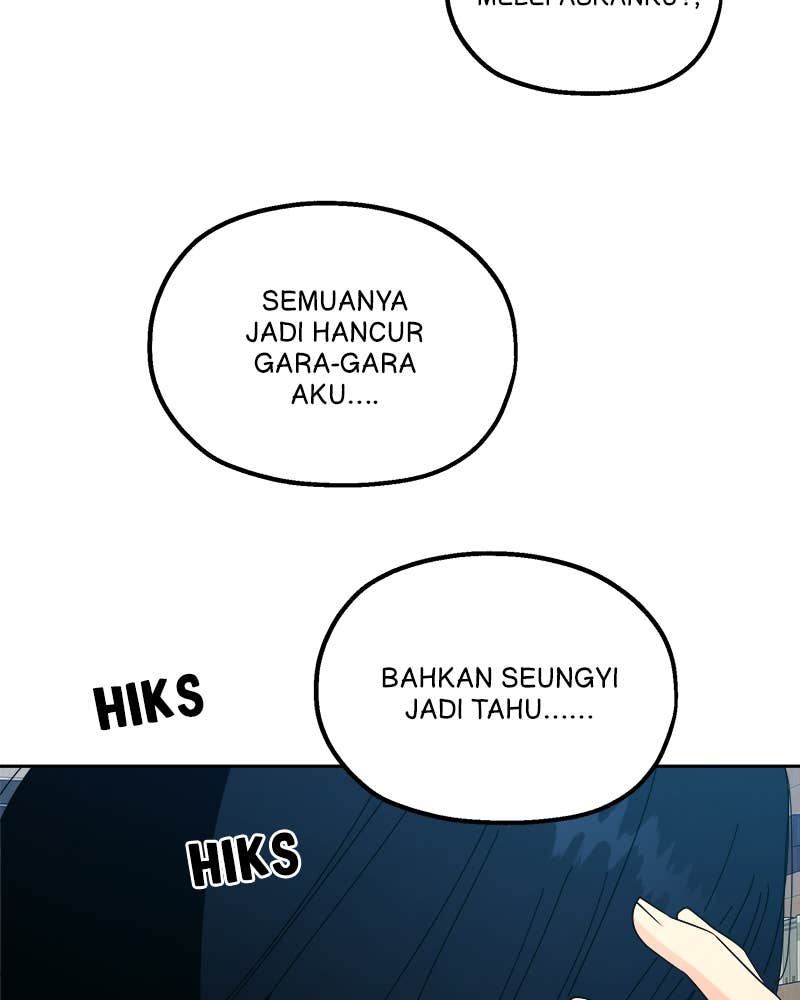 SEMUANYA
JADI HANCUR
GARA-GARA
AKU....
HIKS
BAHKAN SEUNGYI
JADI TAHU......
HIKS